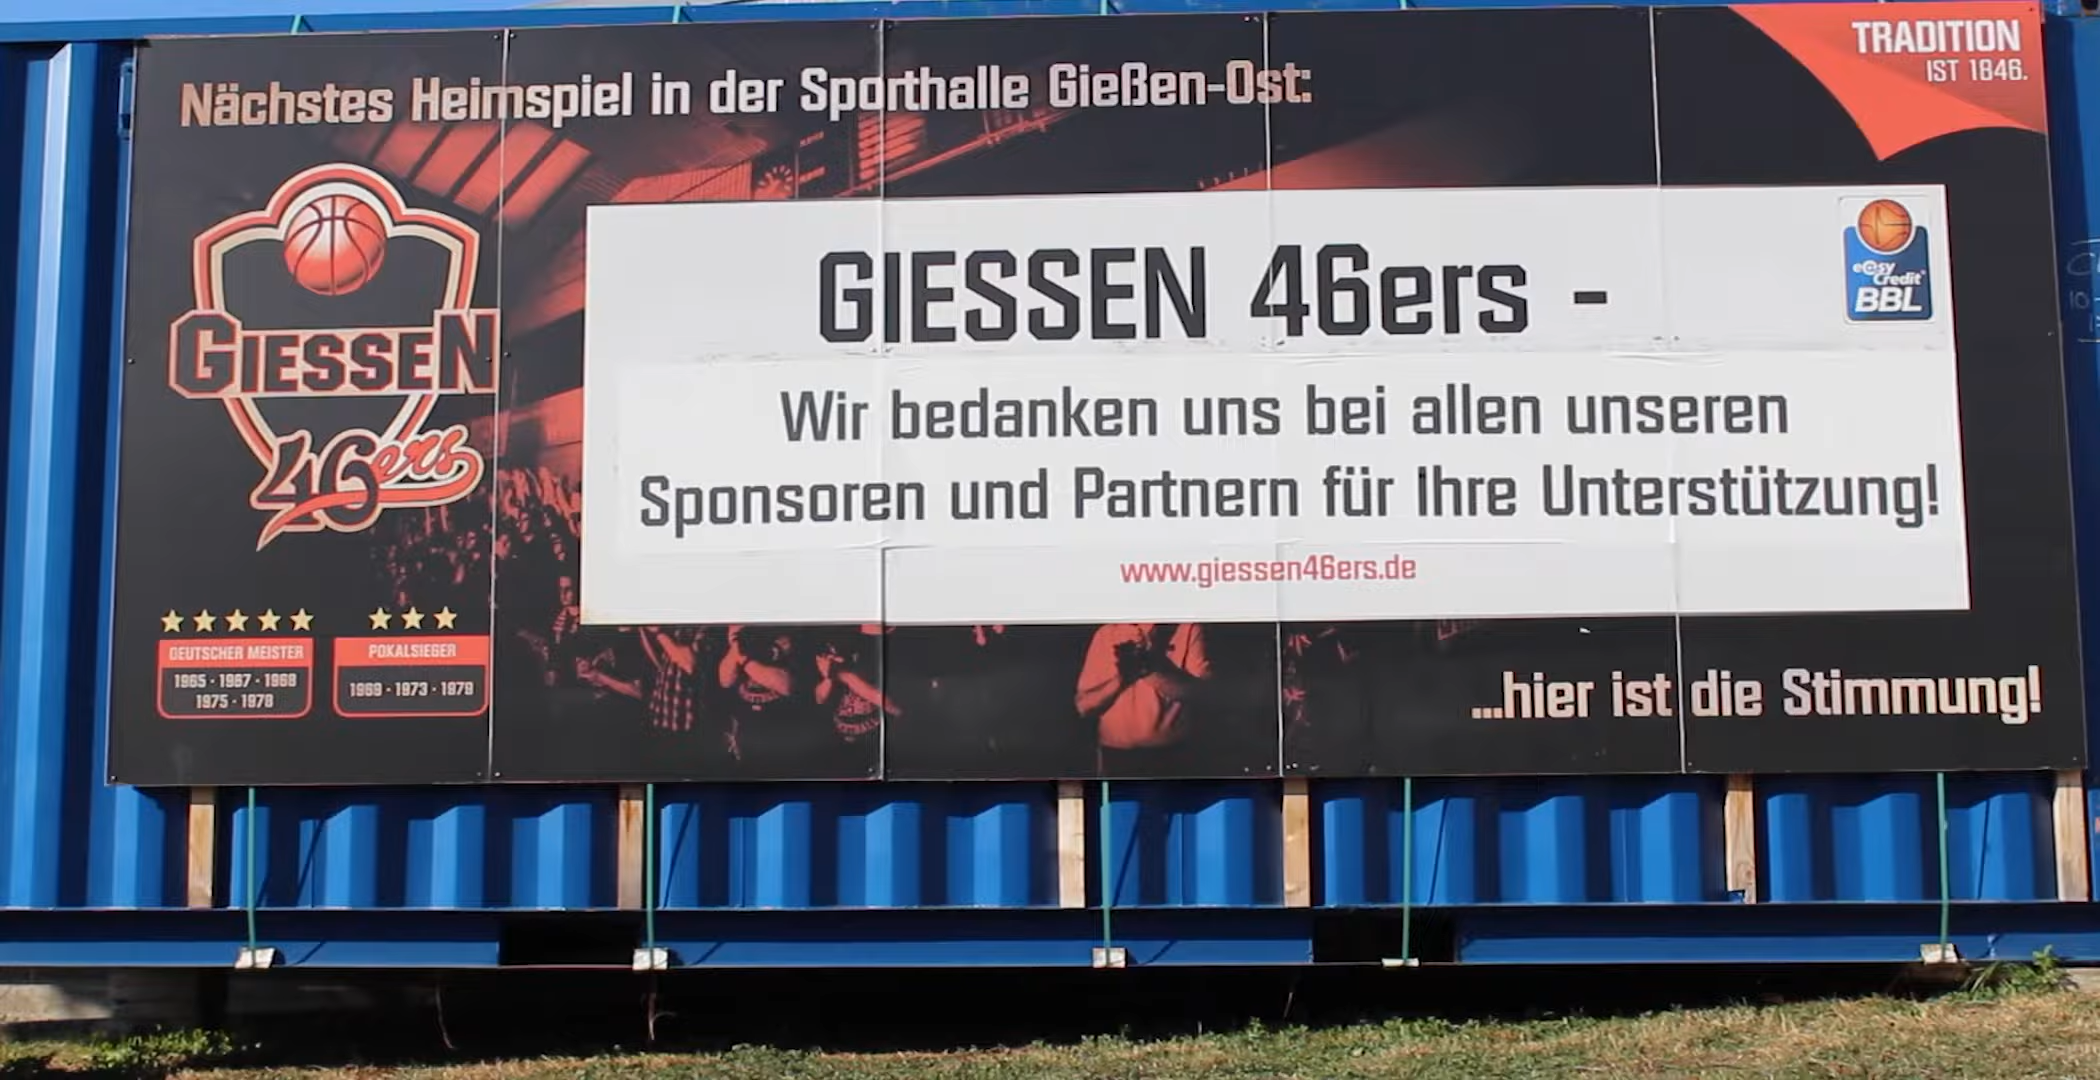 TRADITION
IST 1846.
Nächstes Heimspiel in der Sporthalle Gießen-Ost:
GIESSEN
46ers
GIESSEN 46ers -
e@sy
Credit
BBL
Wir bedanken uns bei allen unseren
Sponsoren und Partnern für Ihre Unterstützung!
www.giessen46ers.de
DEUTSCHER MEISTER
1965 · 1967 · 1968
1975 · 1978
POKALSIEGER
1969 · 1973 · 1979
...hier ist die Stimmung!